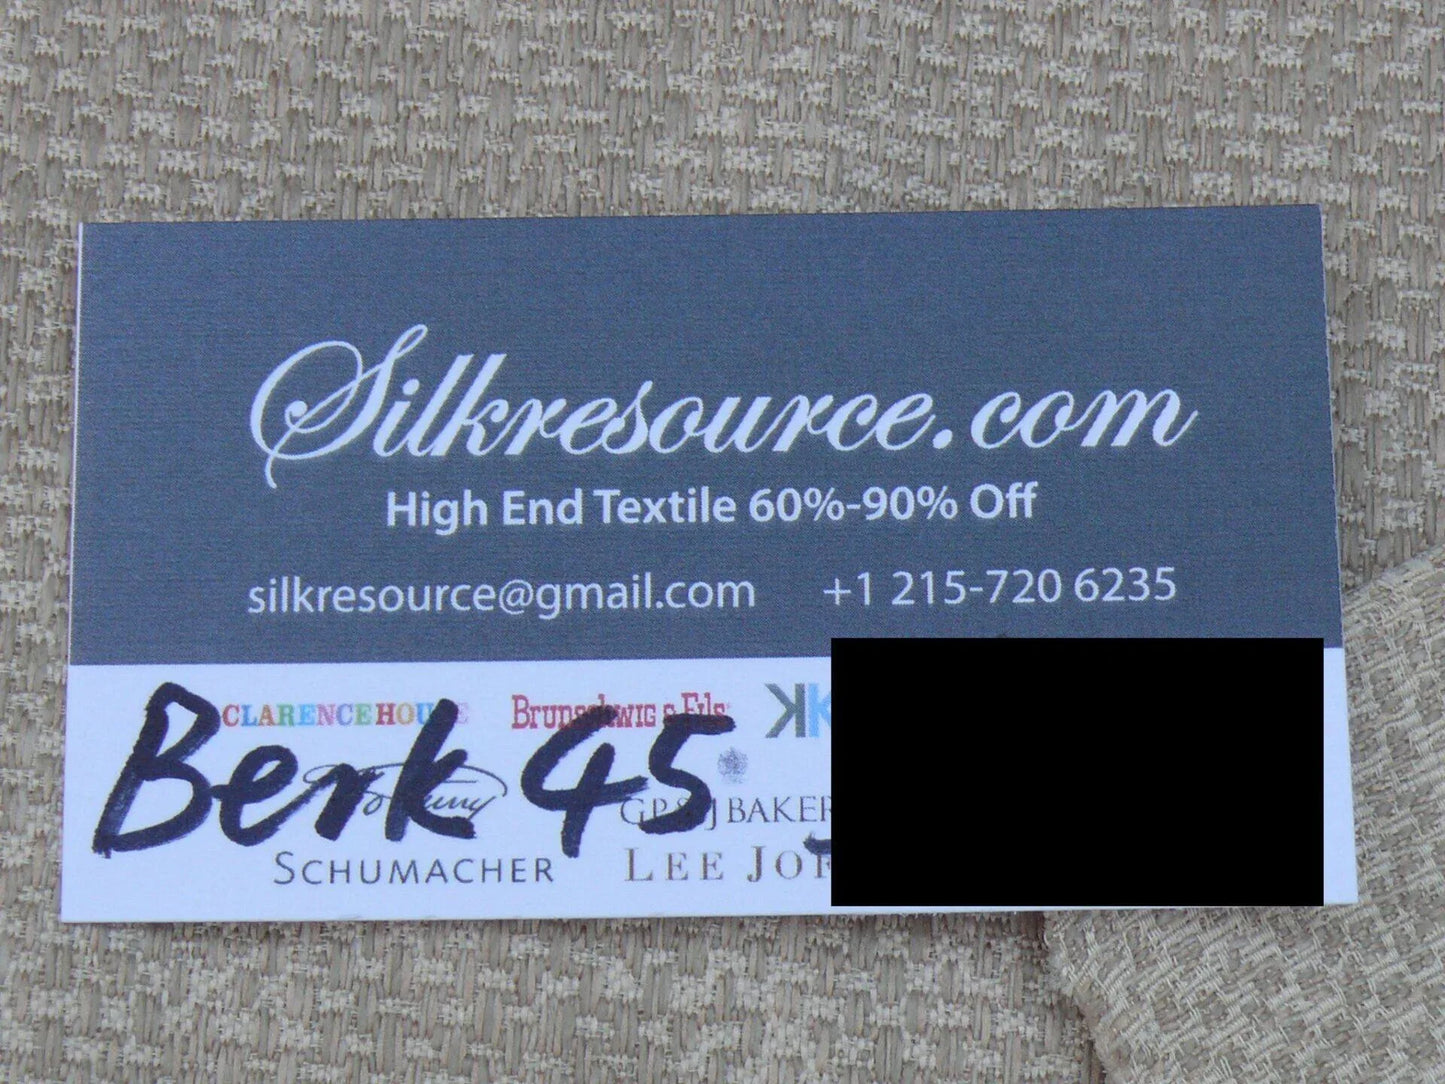 Silkresource.com
High End Textile 60%-90% Off
silkresource@gmail.com +1 215-720 6235
CLARENCE HOUSE BRUNSCHWIG & FILS
Berk 45
GP & J BAKER
SCHUMACHER LEE